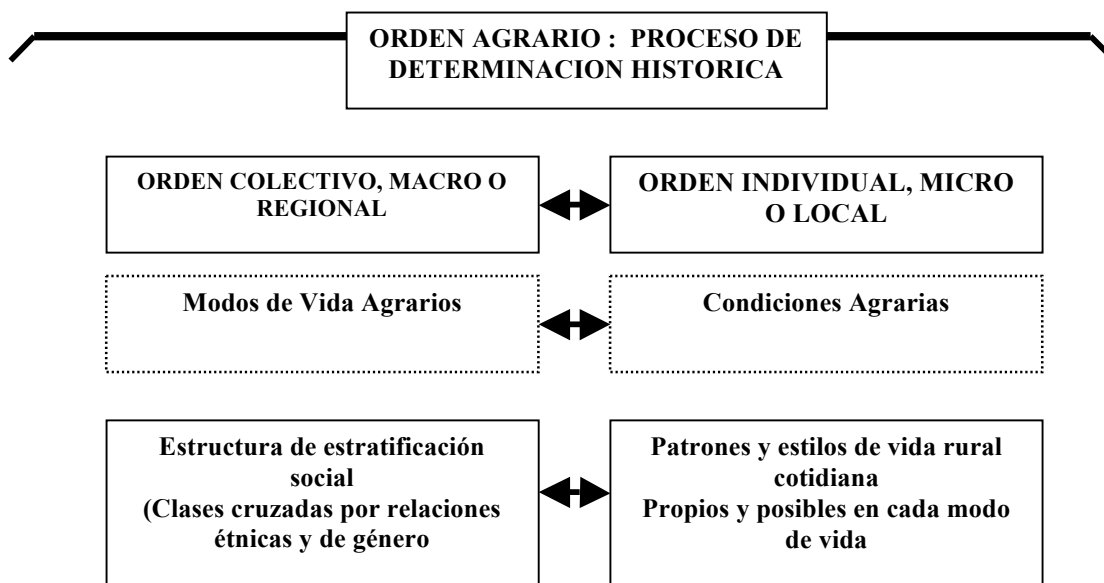 ORDEN AGRARIO : PROCESO DE
DETERMINACION HISTORICA
ORDEN COLECTIVO, MACRO O
REGIONAL
ORDEN INDIVIDUAL, MICRO
O LOCAL
Modos de Vida Agrarios
Condiciones Agrarias
Estructura de estratificación
social
(Clases cruzadas por relaciones
étnicas y de género
Patrones y estilos de vida rural
cotidiana
Propios y posibles en cada modo
de vida